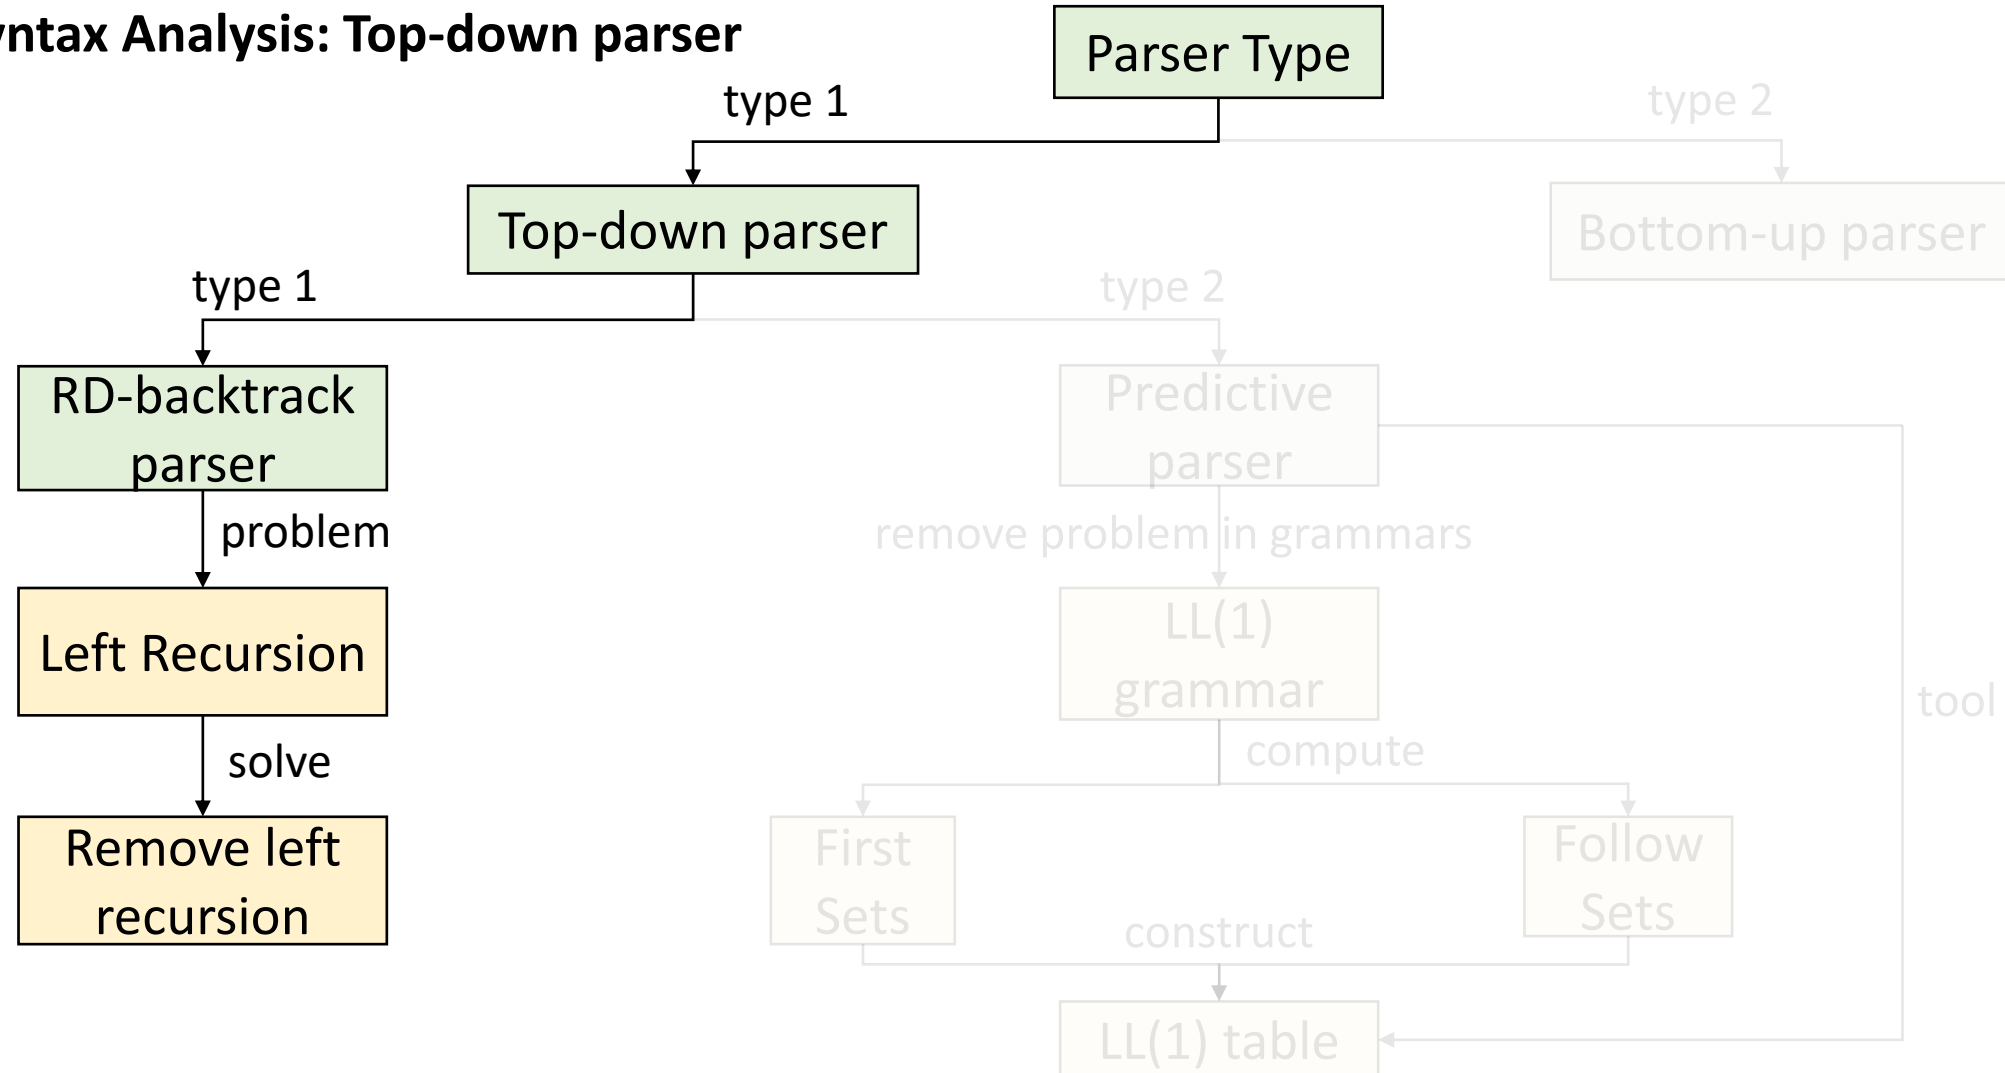 yntax Analysis: Top-down parser
Parser Type
type 1
type 2
Top-down parser
Bottom-up parser
type 1
type 2
RD-backtrack
parser
Predictive
parser
problem
remove problem in grammars
Left Recursion
LL(1)
grammar
tool
solve
compute
Remove left
recursion
First
Sets
Follow
Sets
construct
LL(1) table